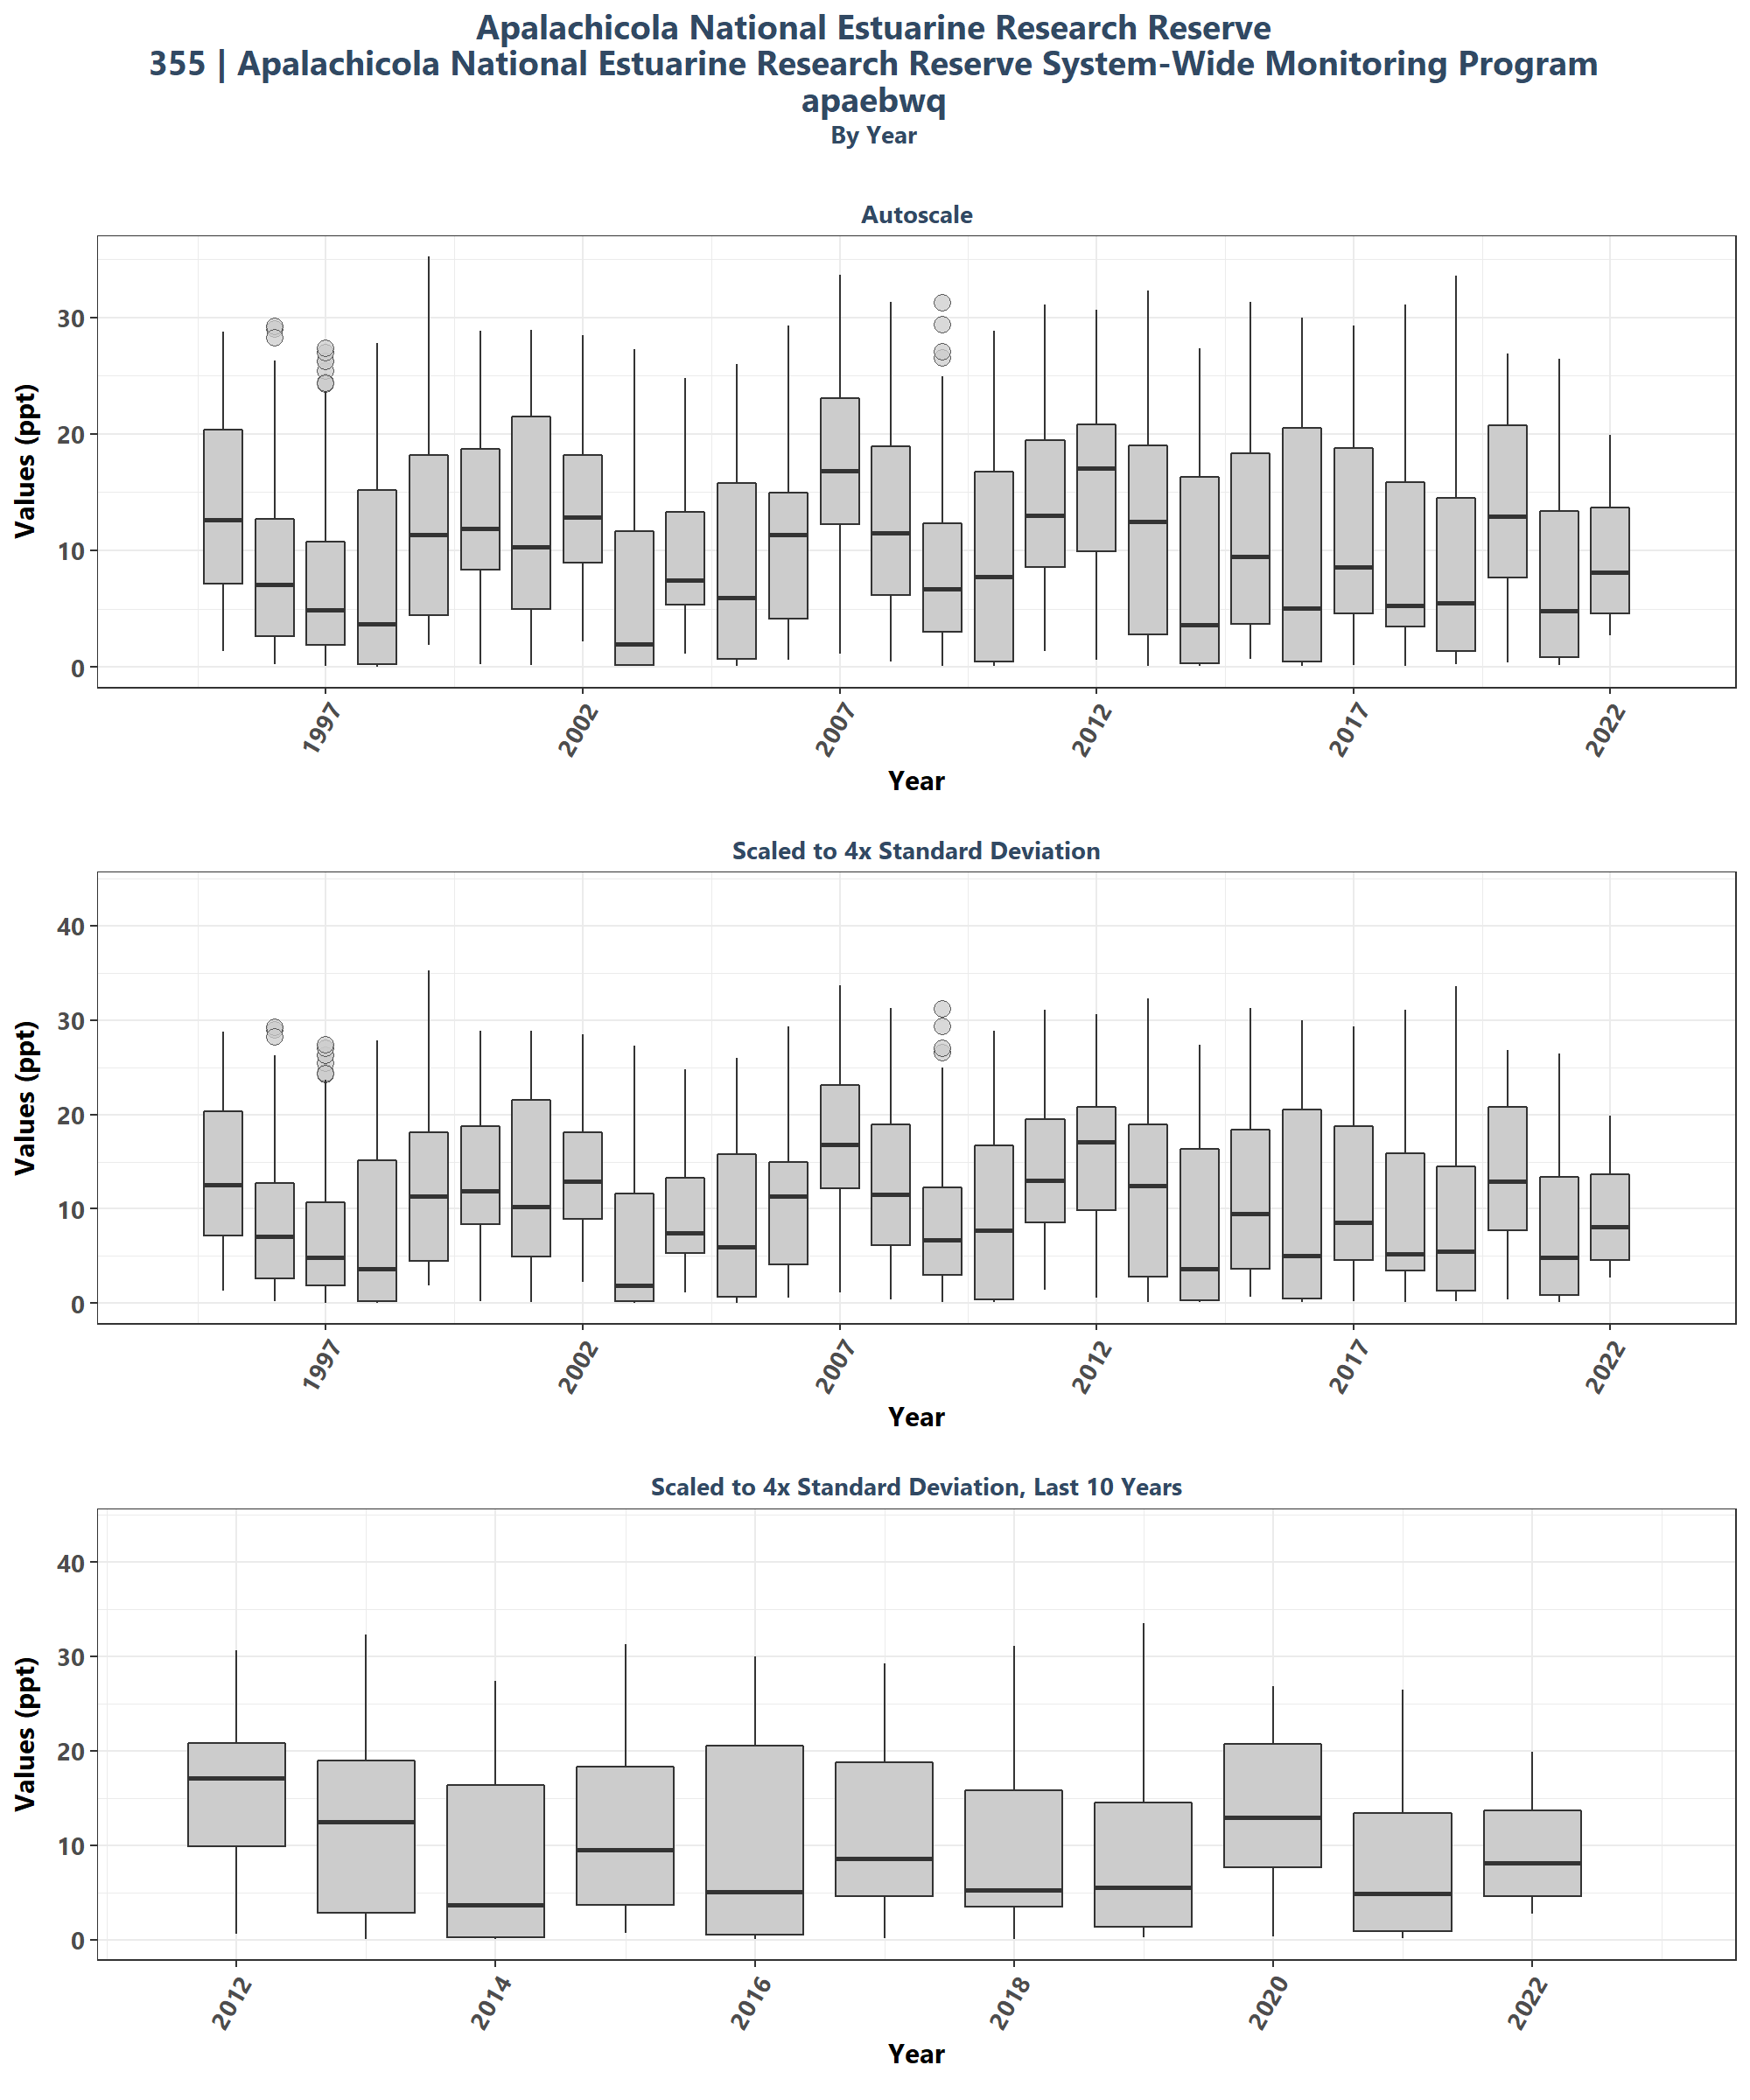 Apalachicola National Estuarine Research Reserve
355 | Apalachicola National Estuarine Research Reserve System-Wide Monitoring Program
apaebwq
By Year
Autoscale
Values (ppt)
30
20
10
0
1997
2002
2007
2012
2017
2022
Year
Scaled to 4x Standard Deviation
Values (ppt)
40
30
20
10
0
1997
2002
2007
2012
2017
2022
Year
Scaled to 4x Standard Deviation, Last 10 Years
Values (ppt)
40
30
20
10
0
2012
2014
2016
2018
2020
2022
Year